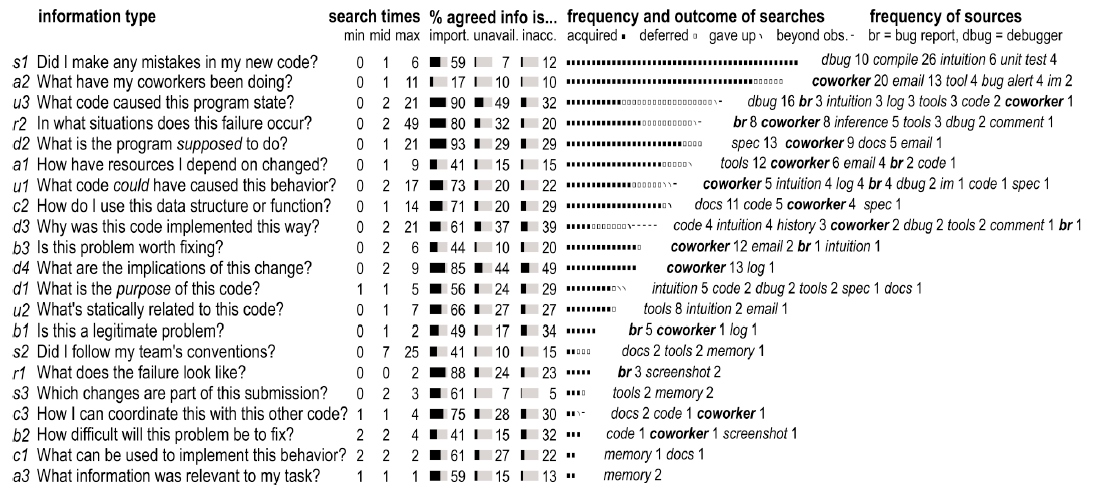 information type search times % agreed info is... frequency and outcome of searches frequency of sources
min mid max import. unavail. inacc. acquired deferred gave up beyond obs. br = bug report, dbug = debugger
s1 Did I make any mistakes in my new code? 0 1 6 59 7 12 dbug 10 compile 26 intuition 6 unit test 4
a2 What have my coworkers been doing? 0 1 11 17 10 10 coworker 20 email 13 tool 4 bug alert 4 im 2
u3 What code caused this program state? 0 2 21 90 49 32 dbug 16 br 3 intuition 3 log 3 tools 3 code 2 coworker 1
r2 In what situations does this failure occur? 0 2 49 80 32 20 br 8 coworker 8 inference 5 tools 3 dbug 2 comment 1
d2 What is the program supposed to do? 0 1 21 93 29 29 spec 13 coworker 9 docs 5 email 1
a1 How have resources I depend on changed? 0 1 9 41 15 15 tools 12 coworker 6 email 4 br 2 code 1
u1 What code could have caused this behavior? 0 2 17 73 20 22 coworker 5 intuition 4 log 4 br 4 dbug 2 im 1 code 1 spec 1
c2 How do I use this data structure or function? 0 1 14 71 20 29 docs 11 code 5 coworker 4 spec 1
d3 Why was this code implemented this way? 0 2 21 61 37 39 code 4 intuition 4 history 3 coworker 2 dbug 2 tools 2 comment 1 br 1
b3 Is this problem worth fixing? 0 2 6 44 10 20 coworker 12 email 2 br 1 intuition 1
d4 What are the implications of this change? 0 2 9 85 44 49 coworker 13 log 1
d1 What is the purpose of this code? 1 1 5 56 24 29 intuition 5 code 2 dbug 2 tools 2 spec 1 docs 1
u2 What's statically related to this code? 0 1 7 66 27 27 tools 8 intuition 2 email 1
b1 Is this a legitimate problem? 0 1 2 49 17 34 br 5 coworker 1 log 1
s2 Did I follow my team's conventions? 0 7 25 41 10 15 docs 2 tools 2 memory 1
r1 What does the failure look like? 0 0 2 88 24 23 br 3 screenshot 2
s3 Which changes are part of this submission? 0 2 3 61 7 5 tools 2 memory 2
c3 How I can coordinate this with this other code? 1 1 4 75 28 30 docs 2 code 1 coworker 1
b2 How difficult will this problem be to fix? 2 2 4 41 15 32 code 1 coworker 1 screenshot 1
c1 What can be used to implement this behavior? 2 2 2 61 27 22 memory 1 docs 1
a3 What information was relevant to my task? 1 1 1 59 15 13 memory 2